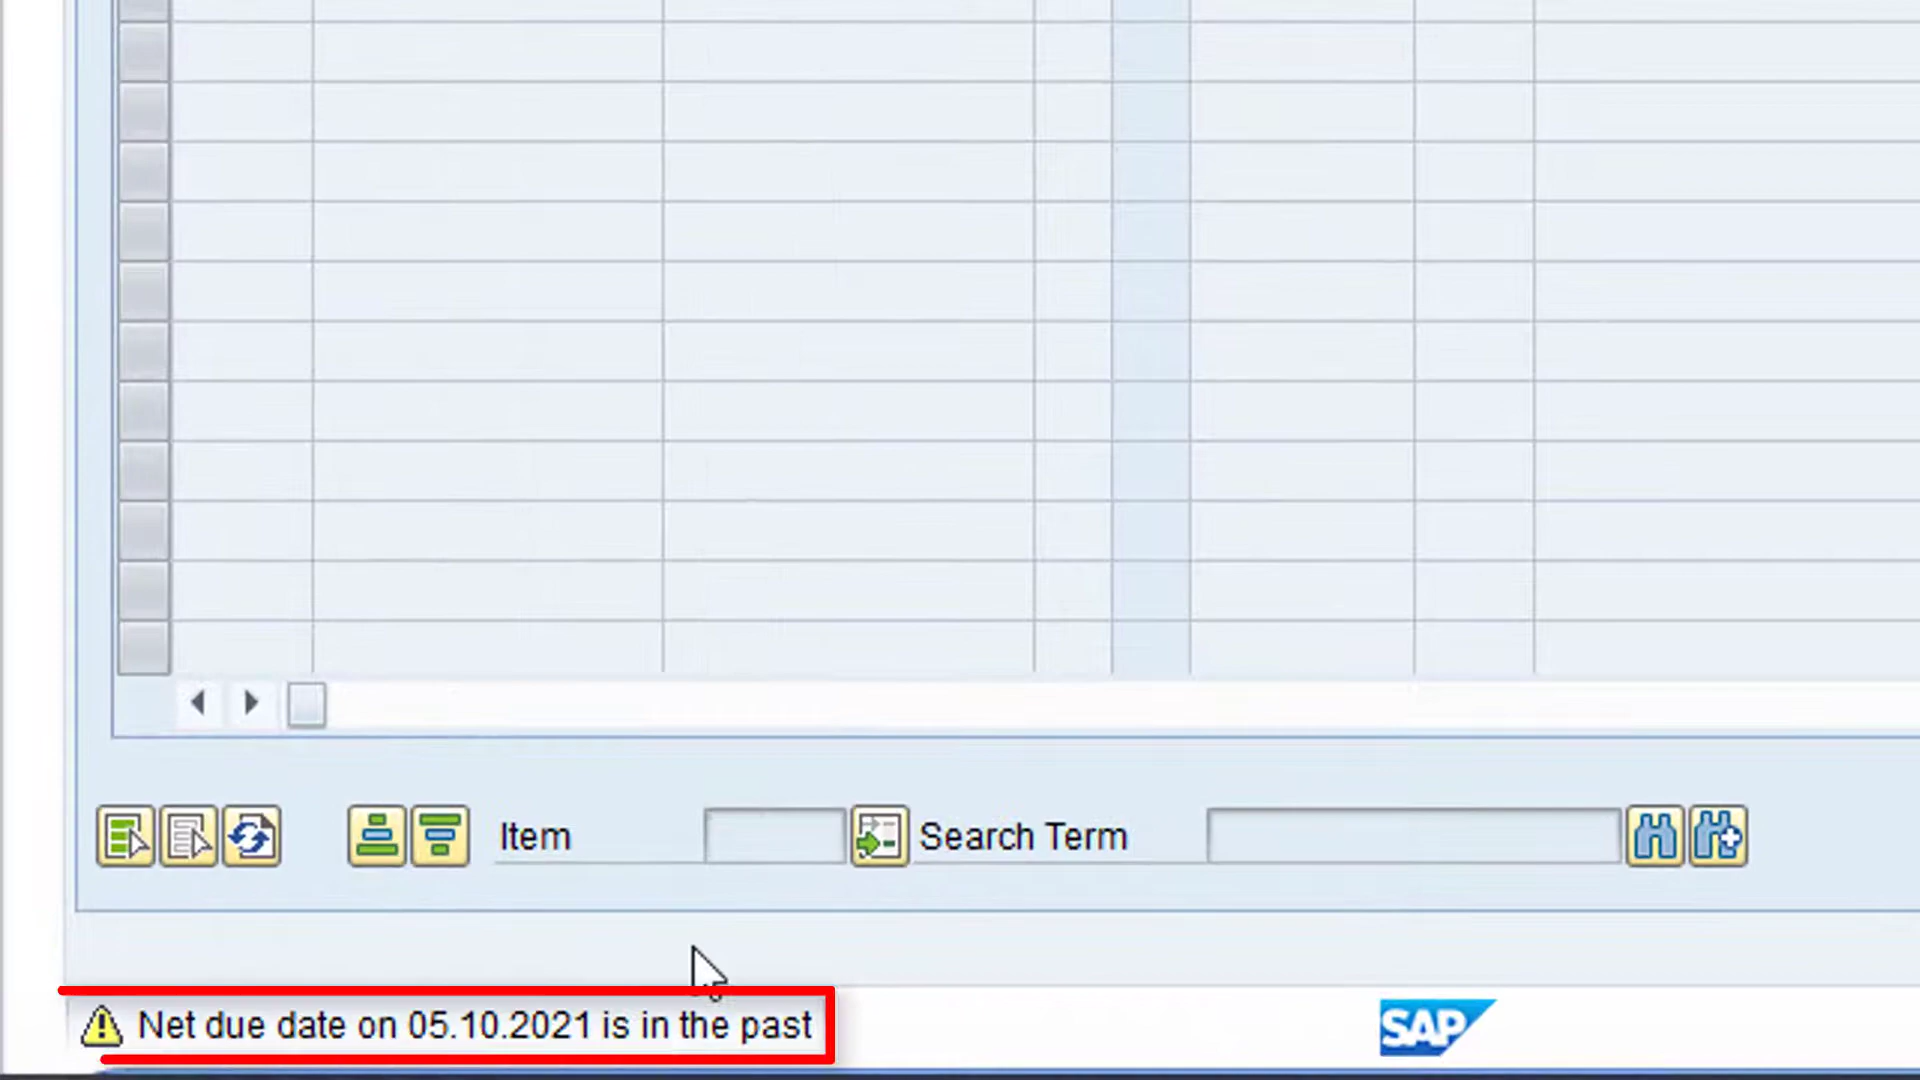 Item
Search Term
Net due date on 05.10.2021 is in the past
SAP